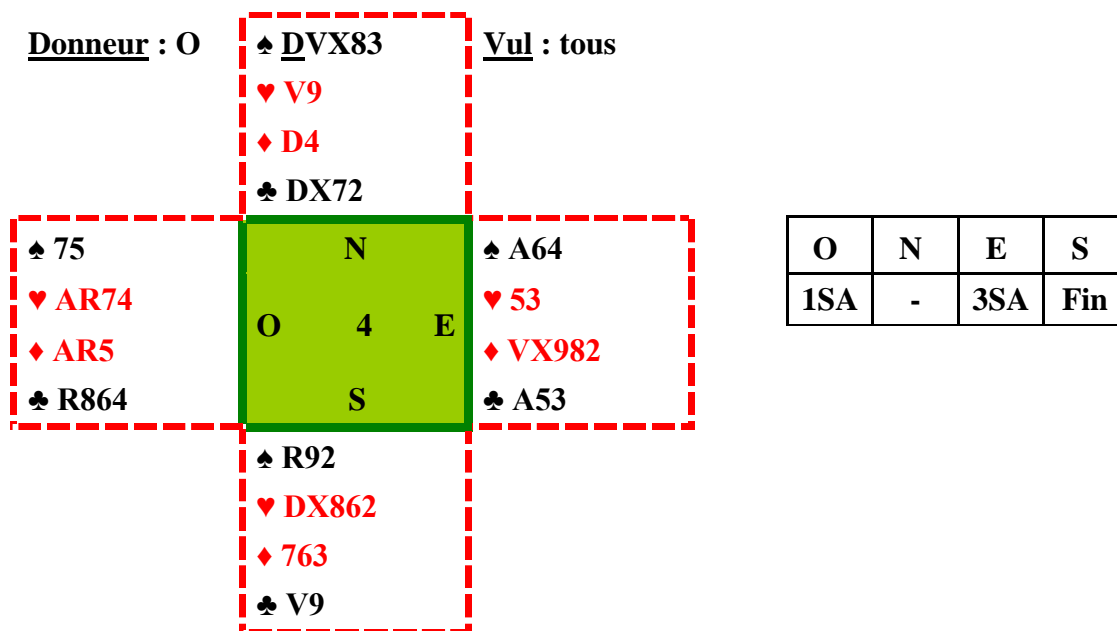 Donneur : O
♠ DVX83
Vul : tous
♥ V9
♦ D4
♣ DX72
♠ 75
♥ AR74
♦ AR5
♣ R864
N
O 4 E
S
♠ A64
♥ 53
♦ VX982
♣ A53
O N E S
1SA - 3SA Fin
♠ R92
♥ DX862
♦ 763
♣ V9